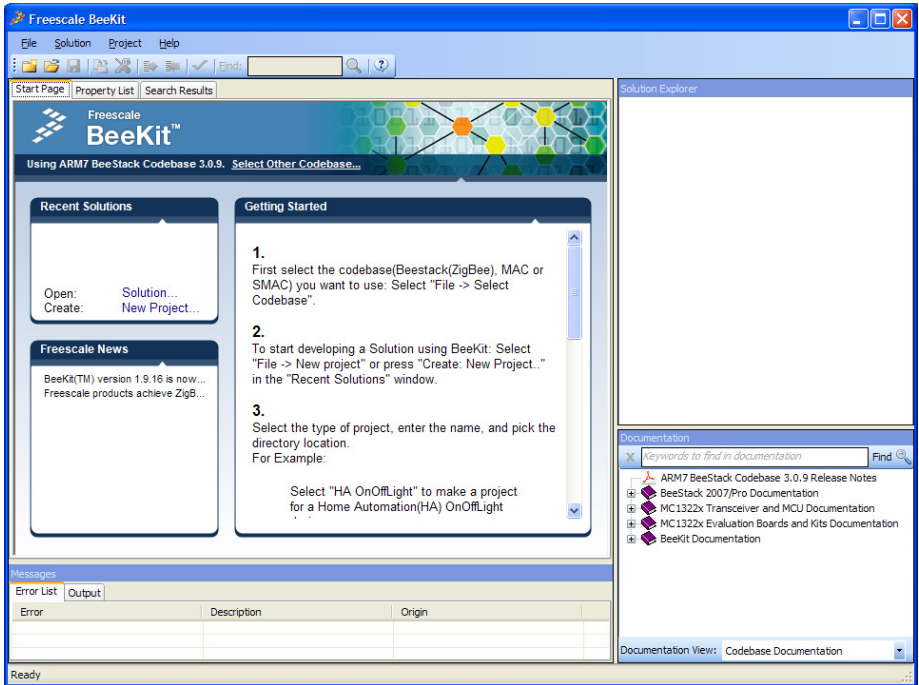 Freescale BeeKit
File Solution Project Help
Find:
Start Page Property List Search Results
Freescale
BeeKit™
Using ARM7 BeeStack Codebase 3.0.9. Select Other Codebase...
Recent Solutions
Open: Solution...
Create: New Project...
Freescale News
BeeKit(TM) version 1.9.16 is now...
Freescale products achieve ZigB...
Getting Started
1.
First select the codebase(Beestack(ZigBee), MAC or
SMAC) you want to use: Select "File -> Select
Codebase".
2.
To start developing a Solution using BeeKit: Select
"File -> New project" or press "Create: New Project.."
in the "Recent Solutions" window.
3.
Select the type of project, enter the name, and pick the
directory location.
For Example:
Select "HA OnOffLight" to make a project
for a Home Automation(HA) OnOffLight
Solution Explorer
Documentation
Keywords to find in documentation Find
ARM7 BeeStack Codebase 3.0.9 Release Notes
BeeStack 2007/Pro Documentation
MC1322x Transceiver and MCU Documentation
MC1322x Evaluation Boards and Kits Documentation
BeeKit Documentation
Documentation View: Codebase Documentation
Messages
Error List Output
Error Description Origin
Ready